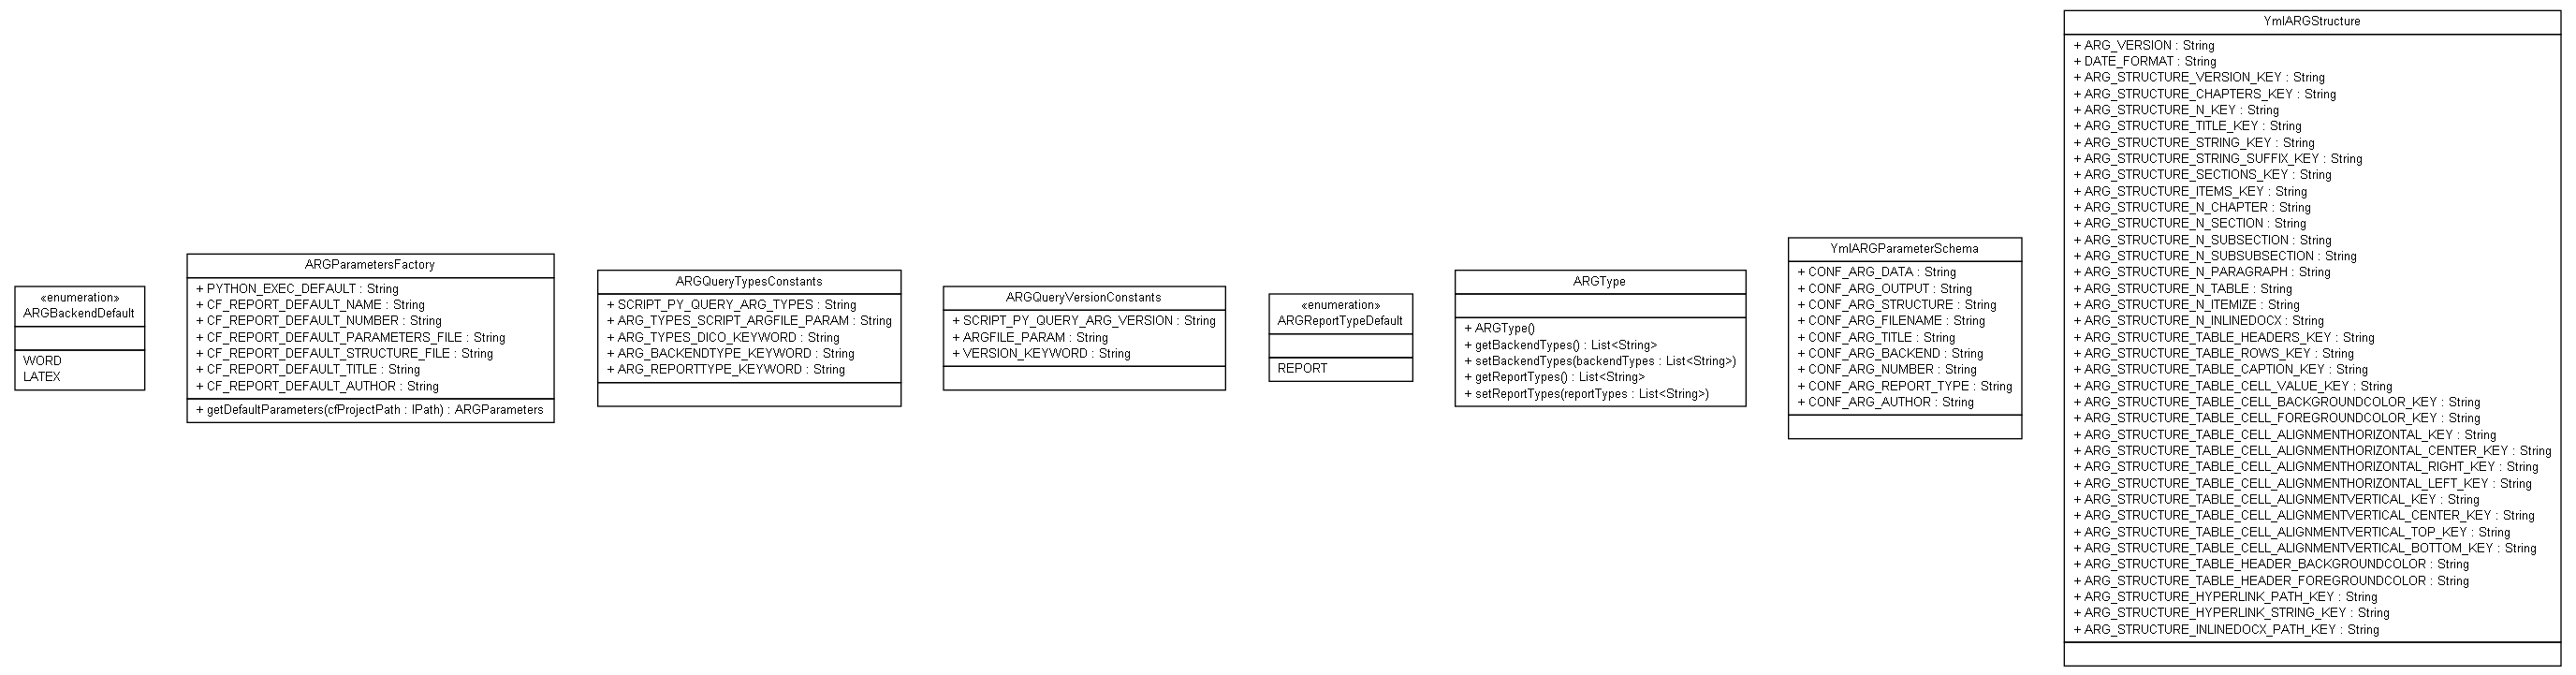 «enumeration»
ARGBackendDefault
WORD
LATEX
ARGParametersFactory
+ PYTHON_EXEC_DEFAULT : String
+ CF_REPORT_DEFAULT_NAME : String
+ CF_REPORT_DEFAULT_NUMBER : String
+ CF_REPORT_DEFAULT_PARAMETERS_FILE : String
+ CF_REPORT_DEFAULT_STRUCTURE_FILE : String
+ CF_REPORT_DEFAULT_TITLE : String
+ CF_REPORT_DEFAULT_AUTHOR : String
+ getDefaultParameters(cfProjectPath : IPath) : ARGParameters
ARGQueryTypesConstants
+ SCRIPT_PY_QUERY_ARG_TYPES : String
+ ARG_TYPES_SCRIPT_ARGFILE_PARAM : String
+ ARG_TYPES_DICO_KEYWORD : String
+ ARG_BACKENDTYPE_KEYWORD : String
+ ARG_REPORTTYPE_KEYWORD : String
ARGQueryVersionConstants
+ SCRIPT_PY_QUERY_ARG_VERSION : String
+ ARGFILE_PARAM : String
+ VERSION_KEYWORD : String
«enumeration»
ARGReportTypeDefault
REPORT
ARGType
+ ARGType()
+ getBackendTypes() : List<String>
+ setBackendTypes(backendTypes : List<String>)
+ getReportTypes() : List<String>
+ setReportTypes(reportTypes : List<String>)
YmlARGParameterSchema
+ CONF_ARG_DATA : String
+ CONF_ARG_OUTPUT : String
+ CONF_ARG_STRUCTURE : String
+ CONF_ARG_FILENAME : String
+ CONF_ARG_TITLE : String
+ CONF_ARG_BACKEND : String
+ CONF_ARG_NUMBER : String
+ CONF_ARG_REPORT_TYPE : String
+ CONF_ARG_AUTHOR : String
YmlARGStructure
+ ARG_VERSION : String
+ DATE_FORMAT : String
+ ARG_STRUCTURE_VERSION_KEY : String
+ ARG_STRUCTURE_CHAPTERS_KEY : String
+ ARG_STRUCTURE_N_KEY : String
+ ARG_STRUCTURE_TITLE_KEY : String
+ ARG_STRUCTURE_STRING_KEY : String
+ ARG_STRUCTURE_STRING_SUFFIX_KEY : String
+ ARG_STRUCTURE_SECTIONS_KEY : String
+ ARG_STRUCTURE_ITEMS_KEY : String
+ ARG_STRUCTURE_N_CHAPTER : String
+ ARG_STRUCTURE_N_SECTION : String
+ ARG_STRUCTURE_N_SUBSECTION : String
+ ARG_STRUCTURE_N_SUBSUBSECTION : String
+ ARG_STRUCTURE_N_PARAGRAPH : String
+ ARG_STRUCTURE_N_TABLE : String
+ ARG_STRUCTURE_N_ITEMIZE : String
+ ARG_STRUCTURE_N_INLINEDOCX : String
+ ARG_STRUCTURE_TABLE_HEADERS_KEY : String
+ ARG_STRUCTURE_TABLE_ROWS_KEY : String
+ ARG_STRUCTURE_TABLE_CAPTION_KEY : String
+ ARG_STRUCTURE_TABLE_CELL_VALUE_KEY : String
+ ARG_STRUCTURE_TABLE_CELL_BACKGROUNDCOLOR_KEY : String
+ ARG_STRUCTURE_TABLE_CELL_FOREGROUNDCOLOR_KEY : String
+ ARG_STRUCTURE_TABLE_CELL_ALIGNMENTHORIZONTAL_KEY : String
+ ARG_STRUCTURE_TABLE_CELL_ALIGNMENTHORIZONTAL_CENTER_KEY : String
+ ARG_STRUCTURE_TABLE_CELL_ALIGNMENTHORIZONTAL_RIGHT_KEY : String
+ ARG_STRUCTURE_TABLE_CELL_ALIGNMENTHORIZONTAL_LEFT_KEY : String
+ ARG_STRUCTURE_TABLE_CELL_ALIGNMENTVERTICAL_KEY : String
+ ARG_STRUCTURE_TABLE_CELL_ALIGNMENTVERTICAL_CENTER_KEY : String
+ ARG_STRUCTURE_TABLE_CELL_ALIGNMENTVERTICAL_TOP_KEY : String
+ ARG_STRUCTURE_TABLE_CELL_ALIGNMENTVERTICAL_BOTTOM_KEY : String
+ ARG_STRUCTURE_TABLE_HEADER_BACKGROUNDCOLOR : String
+ ARG_STRUCTURE_TABLE_HEADER_FOREGROUNDCOLOR : String
+ ARG_STRUCTURE_HYPERLINK_PATH_KEY : String
+ ARG_STRUCTURE_HYPERLINK_STRING_KEY : String
+ ARG_STRUCTURE_INLINEDOCX_PATH_KEY : String